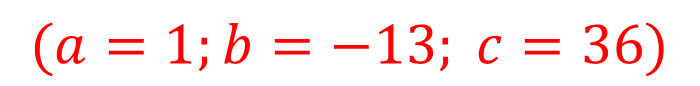 (𝑎 = 1; 𝑏 = −13; 𝑐 = 36)